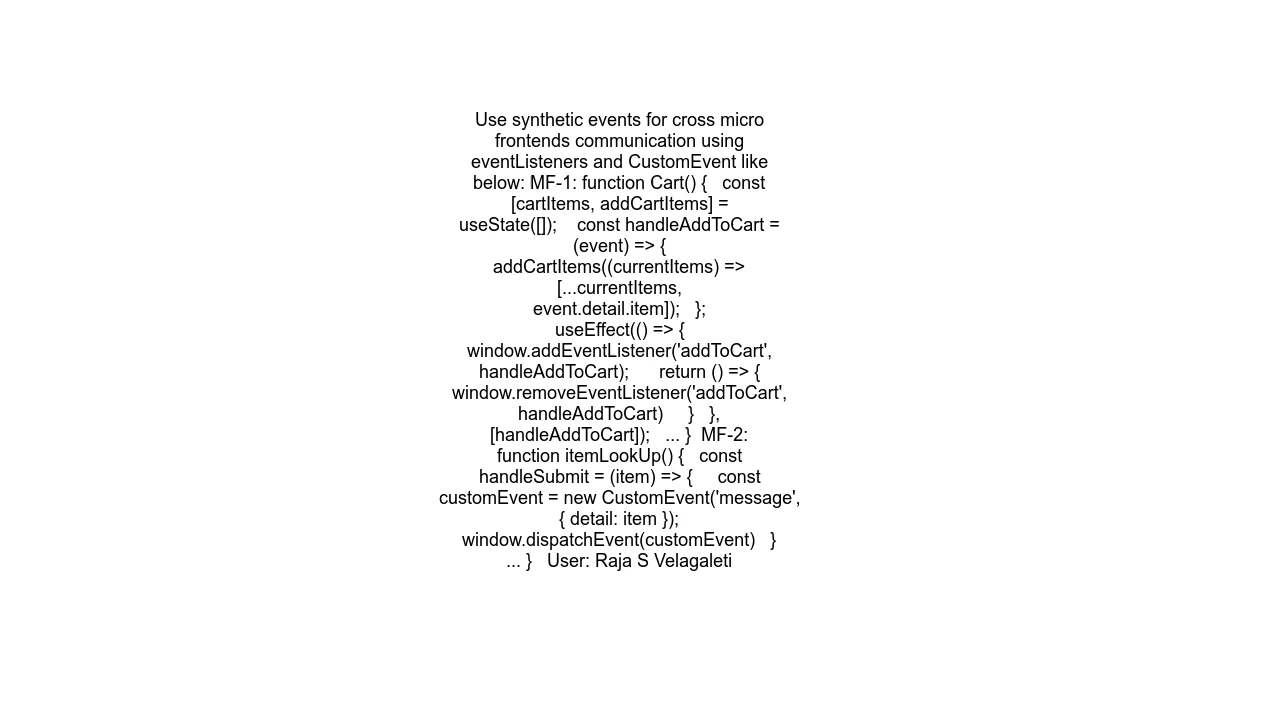 Use synthetic events for cross micro
frontends communication using
eventListeners and CustomEvent like
below: MF-1: function Cart() {   const
[cartItems, addCartItems] =
useState([]);    const handleAddToCart =
(event) => {
addCartItems((currentItems) =>
[...currentItems,
event.detail.item]);   };
useEffect(() => {
window.addEventListener('addToCart',
handleAddToCart);      return () => {
window.removeEventListener('addToCart',
handleAddToCart)     }   },
[handleAddToCart]);   ... }  MF-2:
function itemLookUp() {   const
handleSubmit = (item) => {     const
customEvent = new CustomEvent('message',
{ detail: item });
window.dispatchEvent(customEvent)   }
... }   User: Raja S Velagaleti